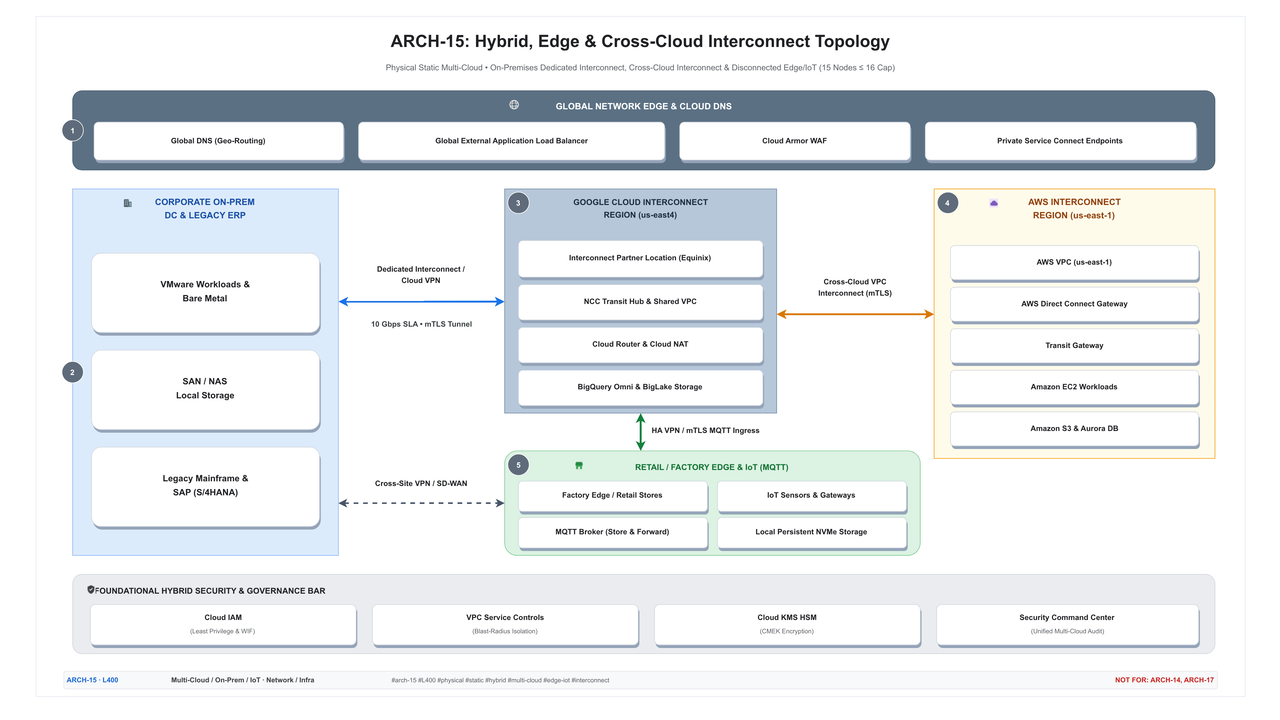 ARCH-15: Hybrid, Edge & Cross-Cloud Interconnect Topology
Physical Static Multi-Cloud • On-Premises Dedicated Interconnect, Cross-Cloud Interconnect & Disconnected Edge/IoT (15 Nodes ≤ 16 Cap)
GLOBAL NETWORK EDGE & CLOUD DNS
1
Global DNS (Geo-Routing)
Global External Application Load Balancer
Cloud Armor WAF
Private Service Connect Endpoints
CORPORATE ON-PREM
DC & LEGACY ERP
2
VMware Workloads &
Bare Metal
SAN / NAS
Local Storage
Legacy Mainframe &
SAP (S/4HANA)
Dedicated Interconnect /
Cloud VPN
10 Gbps SLA • mTLS Tunnel
Cross-Site VPN / SD-WAN
3
GOOGLE CLOUD INTERCONNECT
REGION (us-east4)
Interconnect Partner Location (Equinix)
NCC Transit Hub & Shared VPC
Cloud Router & Cloud NAT
BigQuery Omni & BigLake Storage
Cross-Cloud VPC
Interconnect (mTLS)
4
AWS INTERCONNECT
REGION (us-east-1)
AWS VPC (us-east-1)
AWS Direct Connect Gateway
Transit Gateway
Amazon EC2 Workloads
Amazon S3 & Aurora DB
HA VPN / mTLS MQTT Ingress
5
RETAIL / FACTORY EDGE & IoT (MQTT)
Factory Edge / Retail Stores
IoT Sensors & Gateways
MQTT Broker (Store & Forward)
Local Persistent NVMe Storage
FOUNDATIONAL HYBRID SECURITY & GOVERNANCE BAR
Cloud IAM
(Least Privilege & WIF)
VPC Service Controls
(Blast-Radius Isolation)
Cloud KMS HSM
(CMEK Encryption)
Security Command Center
(Unified Multi-Cloud Audit)
ARCH-15 · L400
Multi-Cloud / On-Prem / IoT · Network / Infra
#arch-15 #L400 #physical #static #hybrid #multi-cloud #edge-iot #interconnect
NOT FOR: ARCH-14, ARCH-17